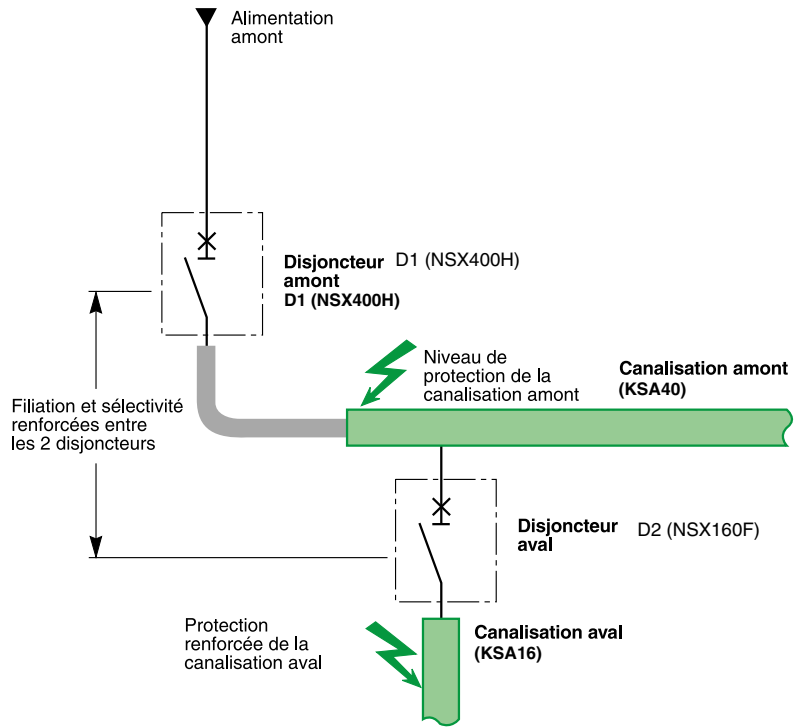 Alimentation
amont
Disjoncteur D1 (NSX400H)
amont
D1 (NSX400H)
Niveau de
protection de la
canalisation amont
Canalisation amont
(KSA40)
Filiation et sélectivité
renforcées entre
les 2 disjoncteurs
Disjoncteur D2 (NSX160F)
aval
Protection
renforcée de la
canalisation aval
Canalisation aval
(KSA16)